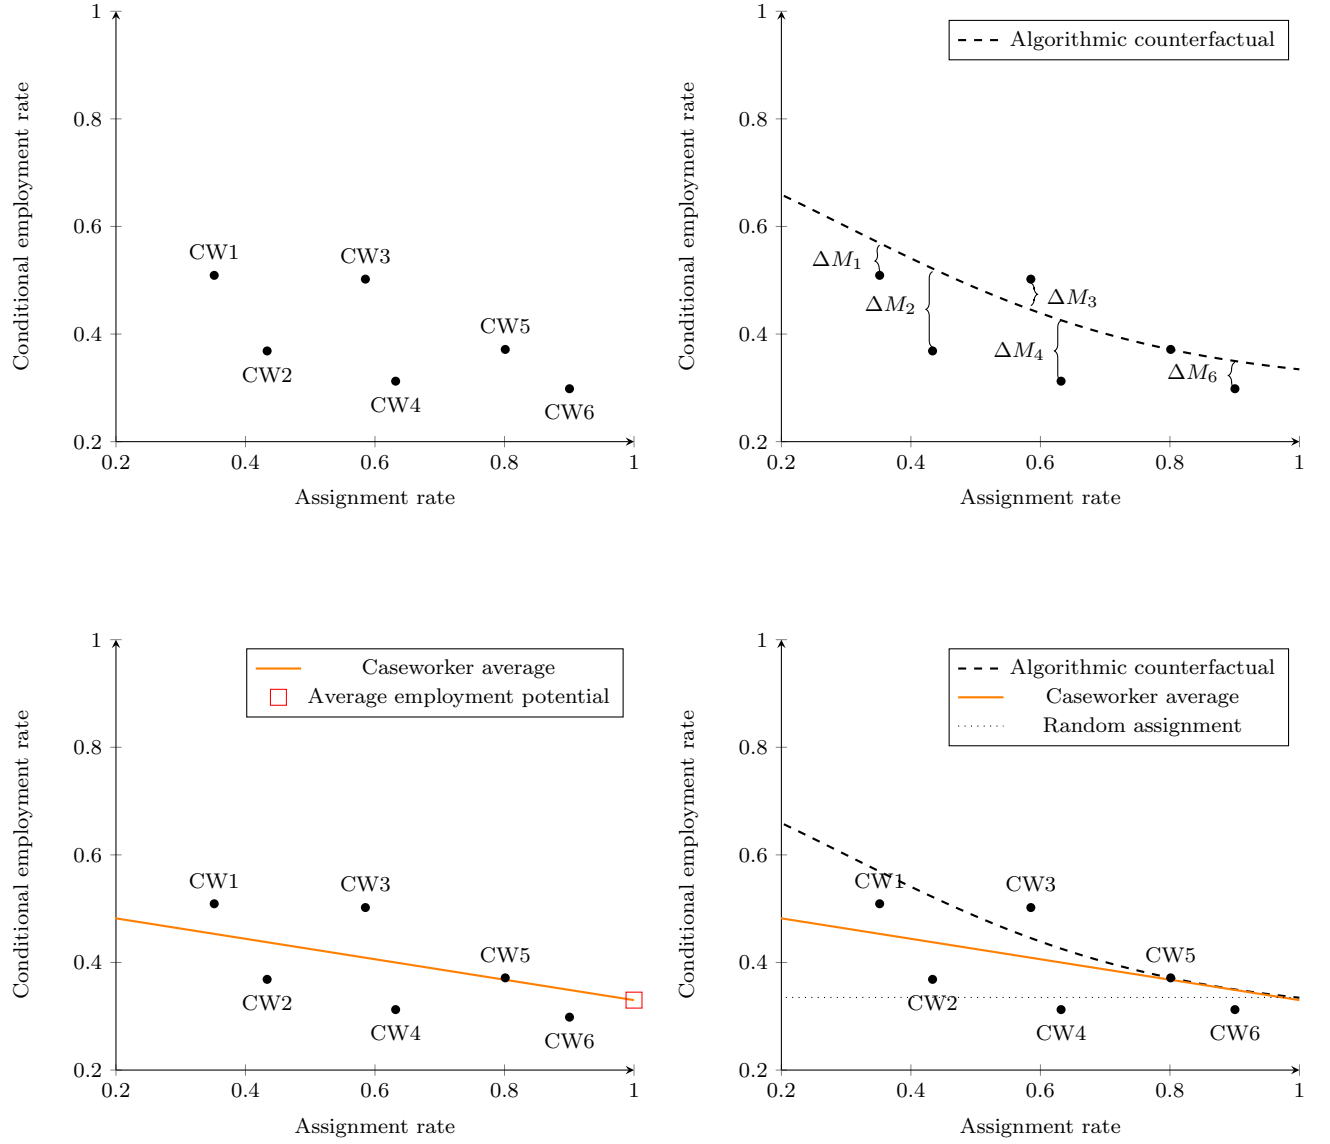 1
0.8
0.6
0.4
0.2
0.2
0.4
0.6
0.8
1
Conditional employment rate
Assignment rate
CW1
CW3
CW5
CW2
CW4
CW6
1
0.8
0.6
0.4
0.2
0.2
0.4
0.6
0.8
1
Conditional employment rate
Assignment rate
Algorithmic counterfactual
ΔM₁
ΔM₂
ΔM₃
ΔM₄
ΔM₆
1
0.8
0.6
0.4
0.2
0.2
0.4
0.6
0.8
1
Conditional employment rate
Assignment rate
Caseworker average
Average employment potential
CW1
CW3
CW5
CW2
CW4
CW6
1
0.8
0.6
0.4
0.2
0.2
0.4
0.6
0.8
1
Conditional employment rate
Assignment rate
Algorithmic counterfactual
Caseworker average
Random assignment
CW1
CW3
CW5
CW2
CW4
CW6